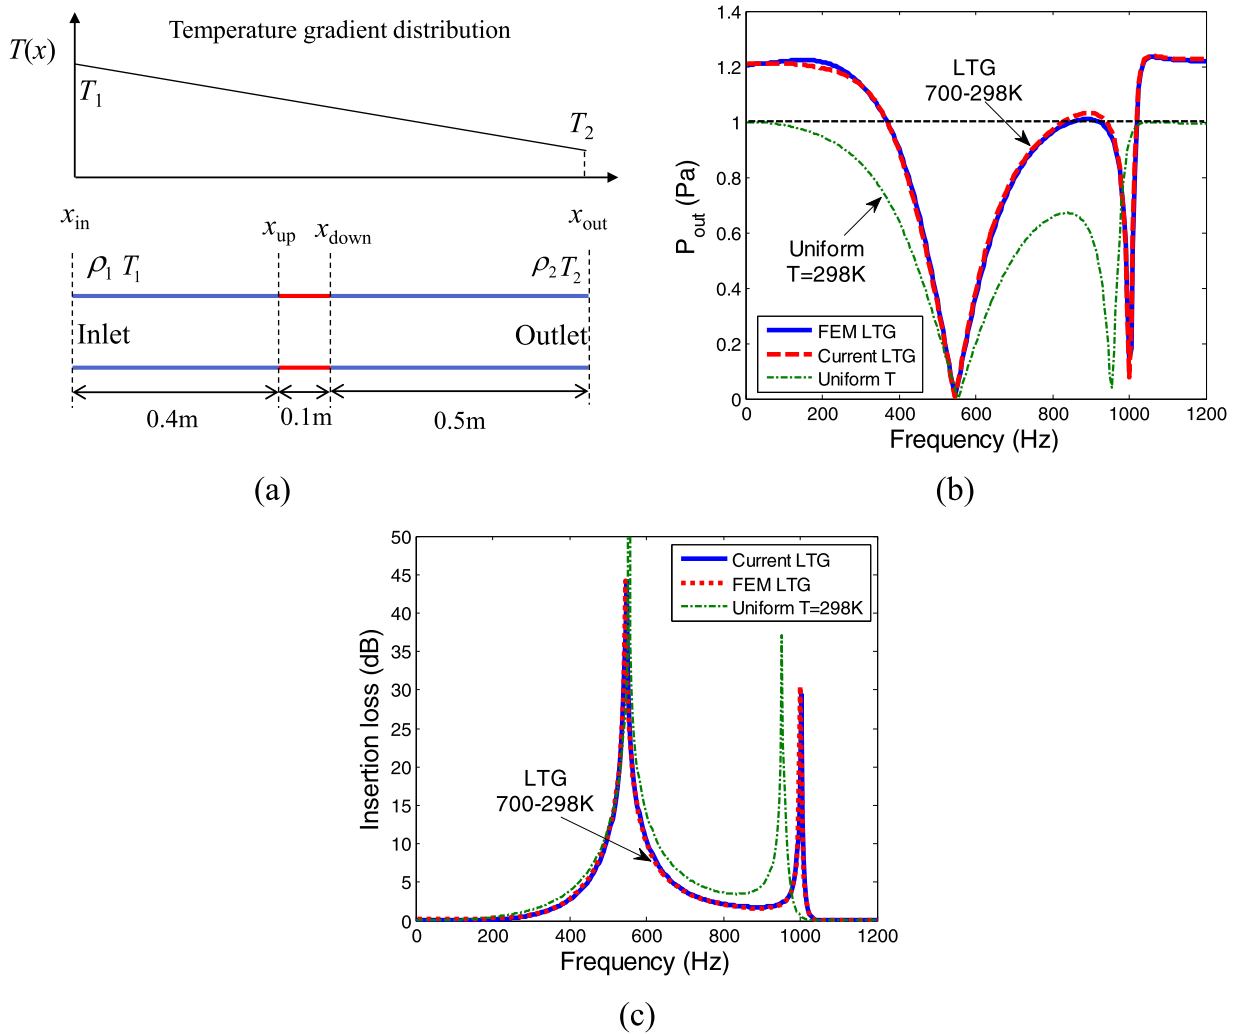 Temperature gradient distribution
T(x)
T1
T2
xin
xup
xdown
xout
ρ1 T1
ρ2T2
Inlet
Outlet
0.4m
0.1m
0.5m
(a)
1.4
1.2
1
0.8
0.6
0.4
0.2
0
Pout (Pa)
LTG
700-298K
Uniform
T=298K
FEM LTG
Current LTG
Uniform T
0 200 400 600 800 1000 1200
Frequency (Hz)
(b)
50
45
40
35
30
25
20
15
10
5
0
Insertion loss (dB)
Current LTG
FEM LTG
Uniform T=298K
LTG
700-298K
0 200 400 600 800 1000 1200
Frequency (Hz)
(c)